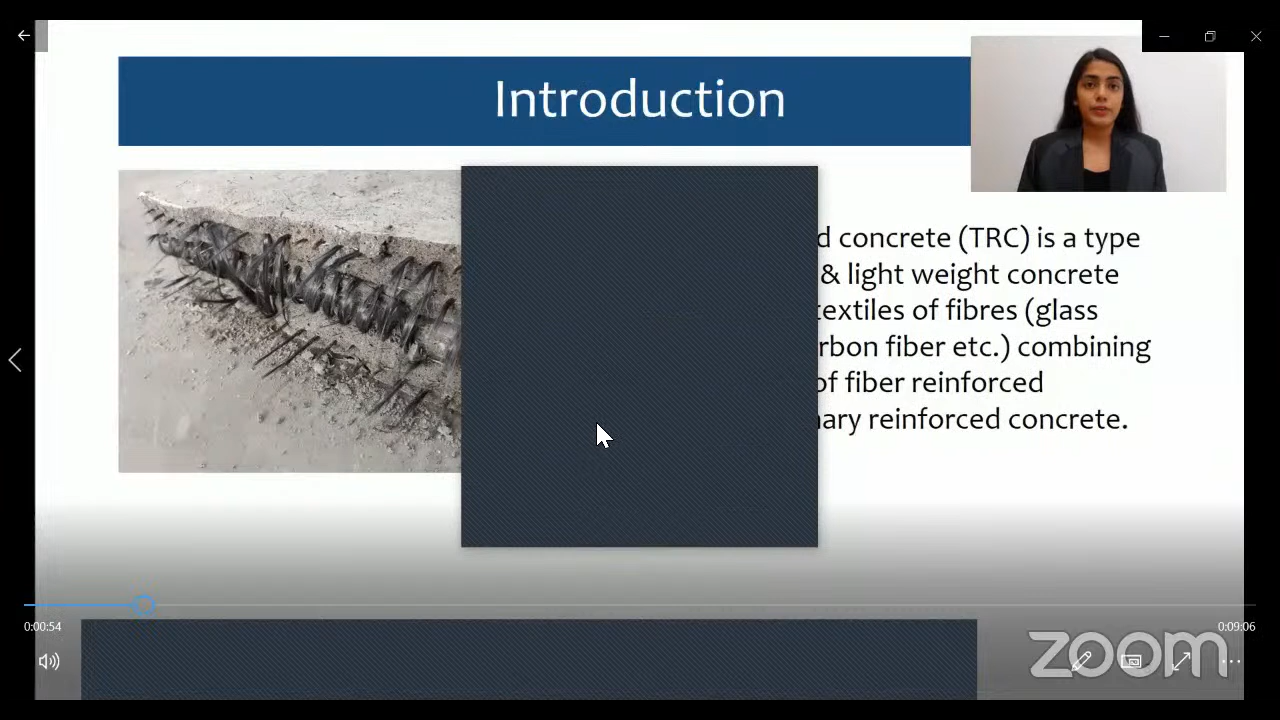 Introduction
d concrete (TRC) is a type
& light weight concrete
textiles of fibres (glass
rbon fiber etc.) combining
of fiber reinforced
nary reinforced concrete.
0:00:54
0:09:06
zoom